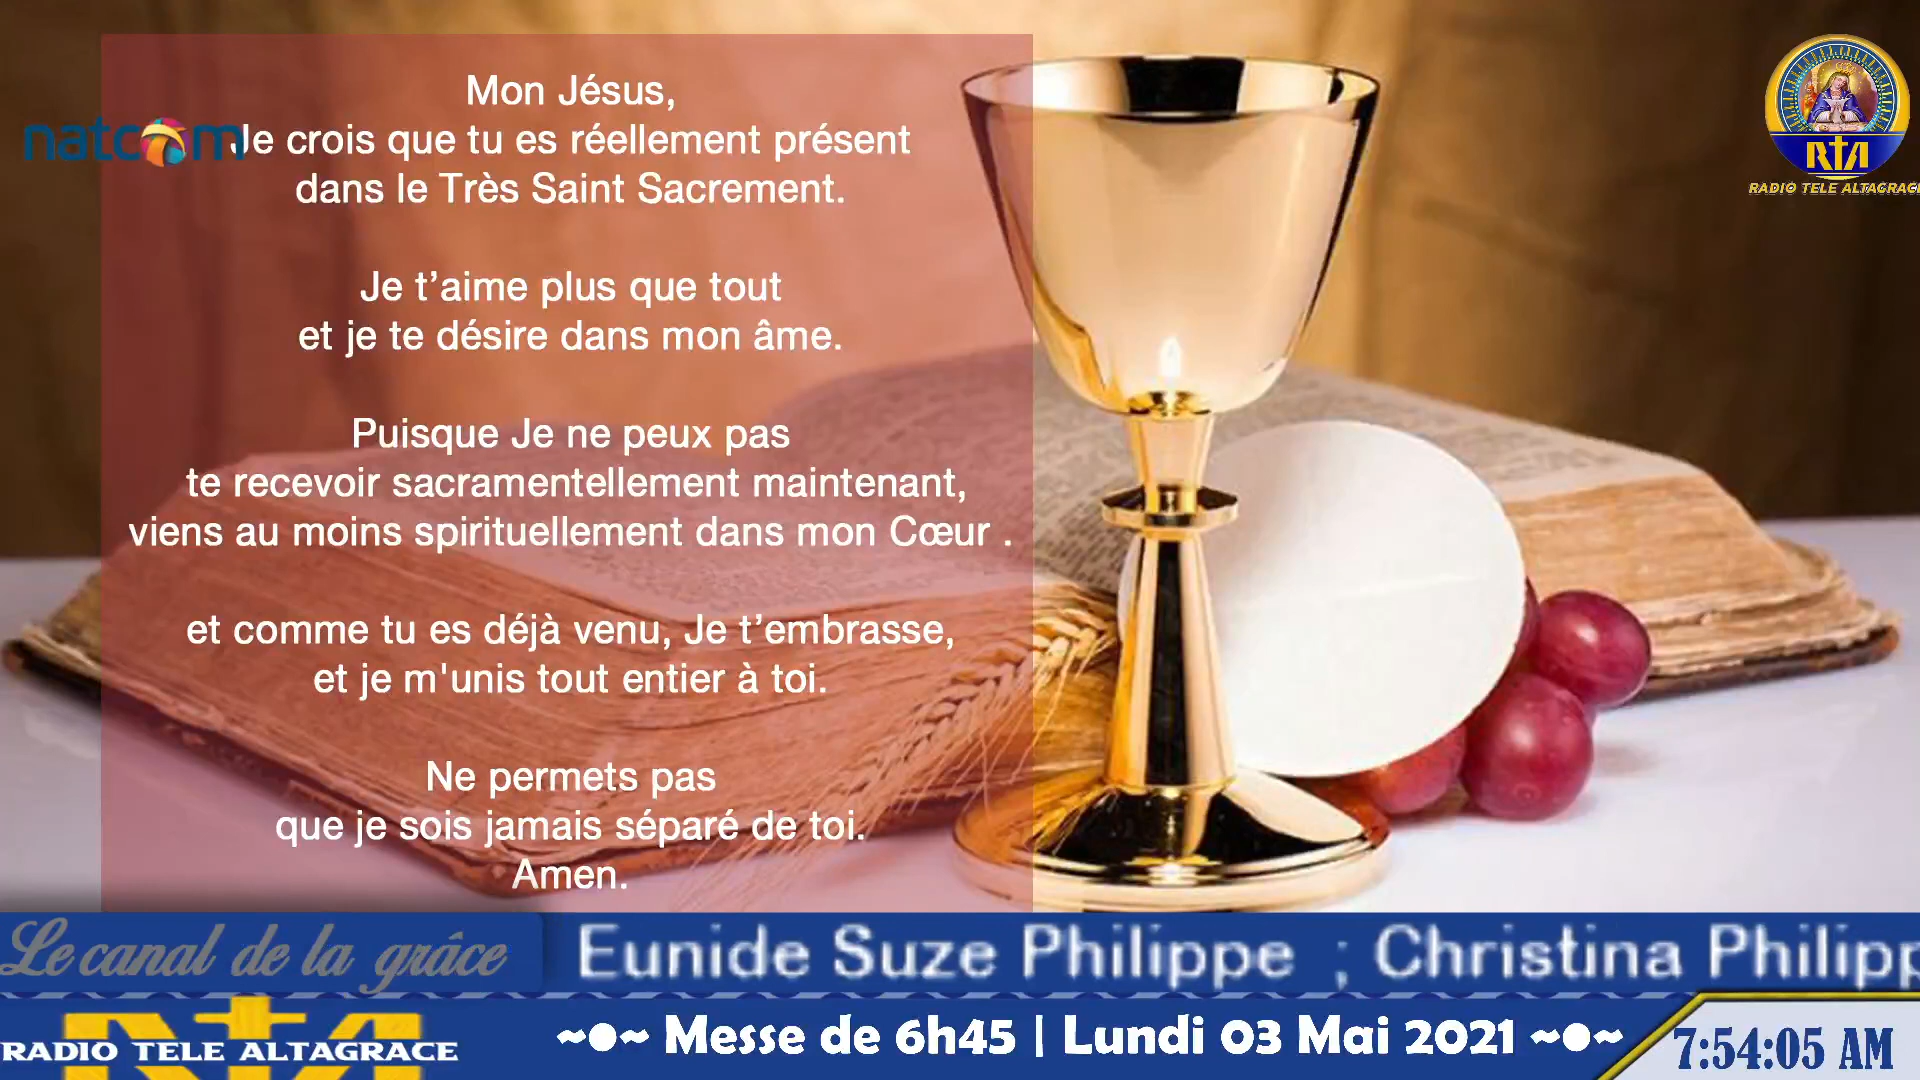 Mon Jésus,
natcom
Je crois que tu es réellement présent
dans le Très Saint Sacrement.
Je t’aime plus que tout
et je te désire dans mon âme.
Puisque Je ne peux pas
te recevoir sacramentellement maintenant,
viens au moins spirituellement dans mon Cœur .
et comme tu es déjà venu, Je t’embrasse,
et je m'unis tout entier à toi.
Ne permets pas
que je sois jamais séparé de toi.
Amen.
RTA
RADIO TELE ALTAGRACE
Le canal de la grâce
Eunide Suze Philippe ; Christina Philipp
RTA
RADIO TELE ALTAGRACE
~●~ Messe de 6h45 | Lundi 03 Mai 2021 ~●~
7:54:05 AM